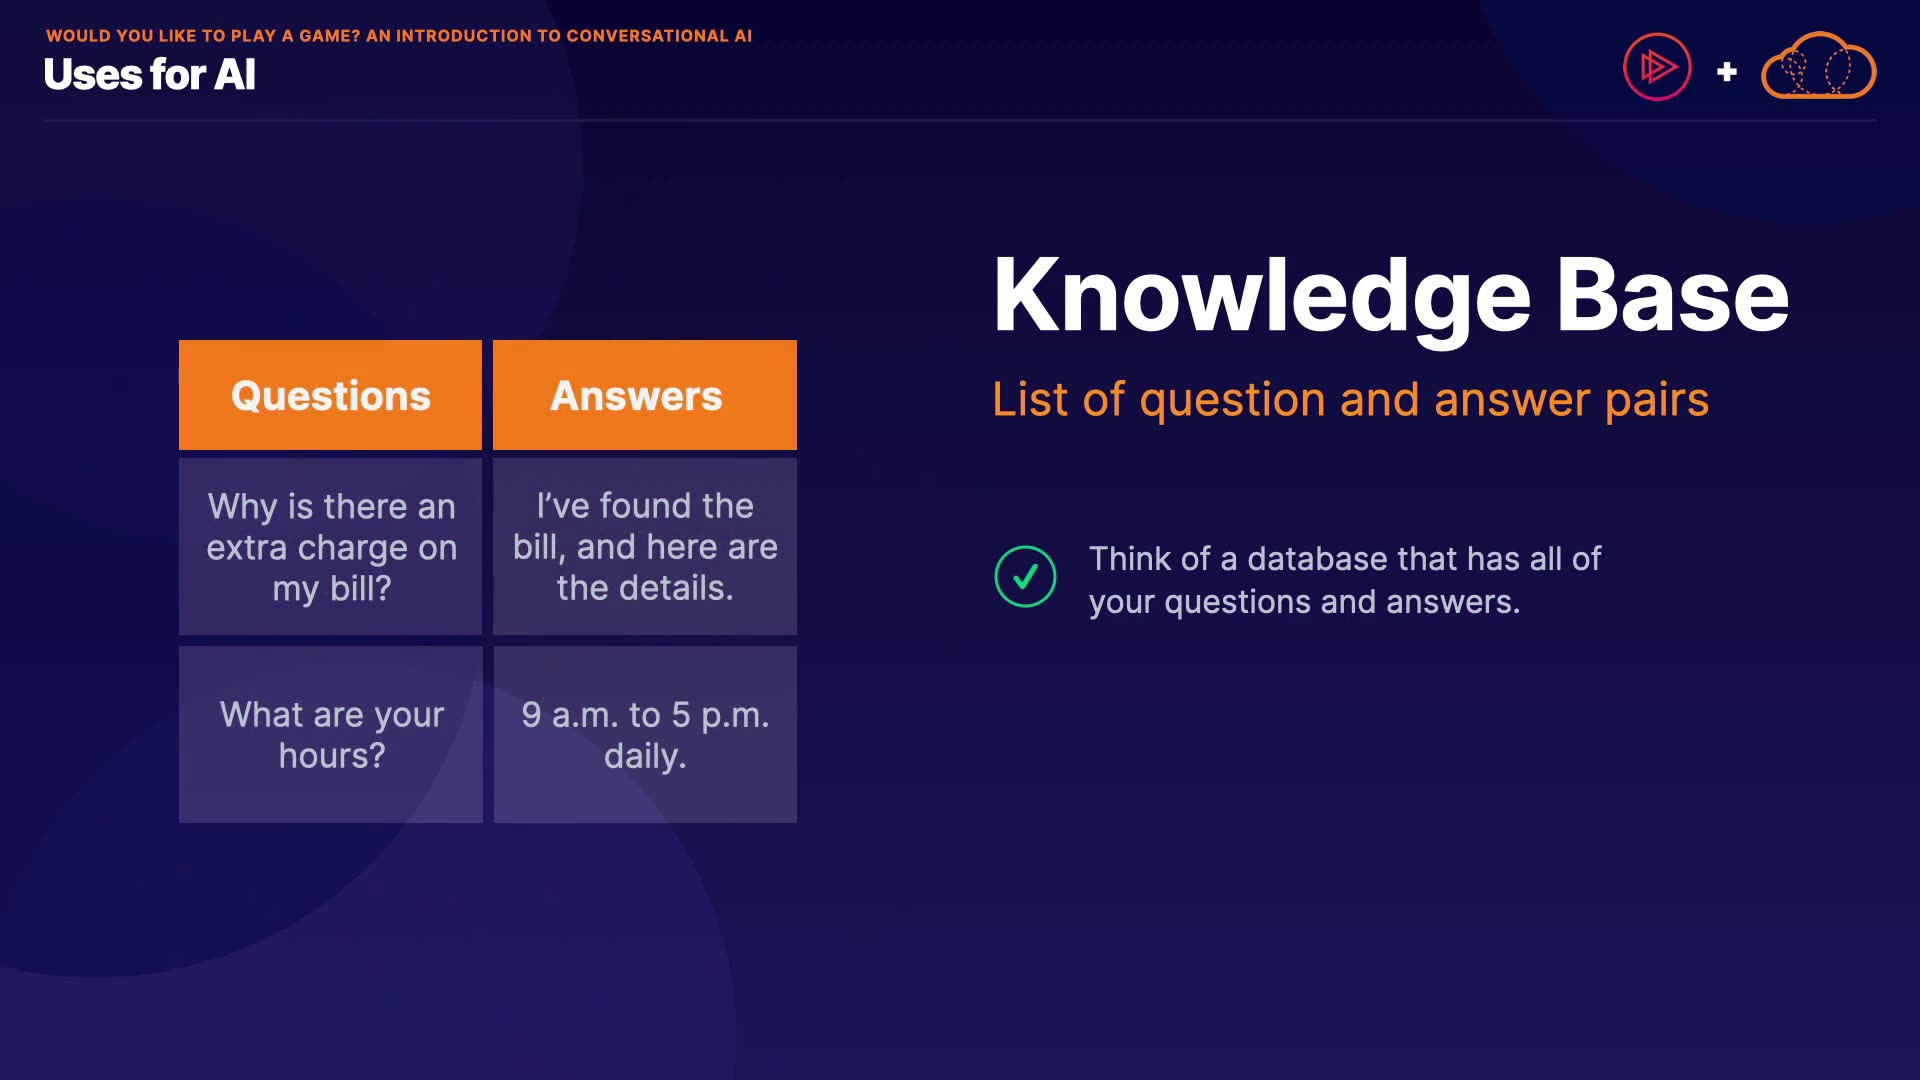 WOULD YOU LIKE TO PLAY A GAME? AN INTRODUCTION TO CONVERSATIONAL AI
Uses for AI
+
Questions
Answers
Why is there an
extra charge on
my bill?
I’ve found the
bill, and here are
the details.
What are your
hours?
9 a.m. to 5 p.m.
daily.
Knowledge Base
List of question and answer pairs
Think of a database that has all of
your questions and answers.